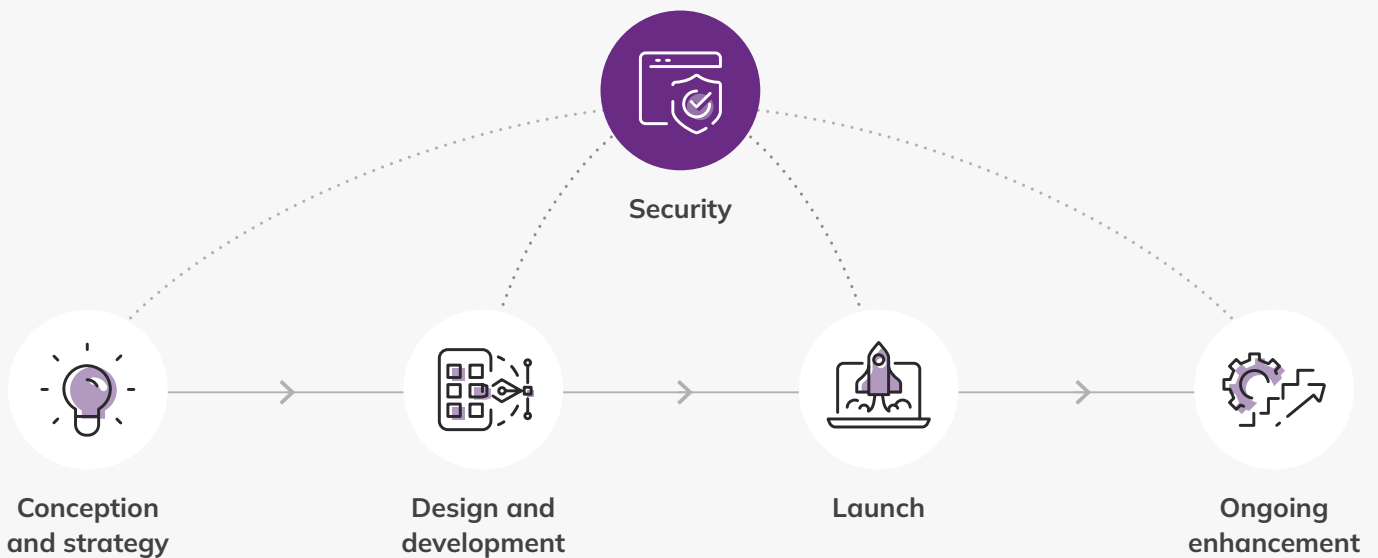 Security
Conception
and strategy
Design and
development
Launch
Ongoing
enhancement